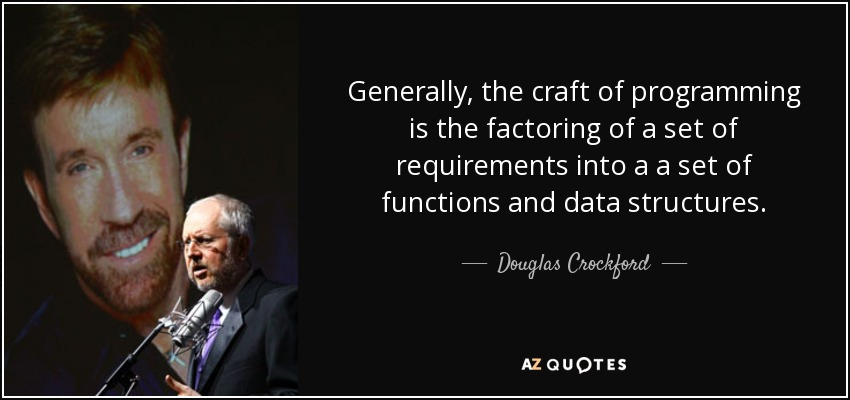 Generally, the craft of programming
is the factoring of a set of
requirements into a a set of
functions and data structures.
Douglas Crockford
AZ QUOTES